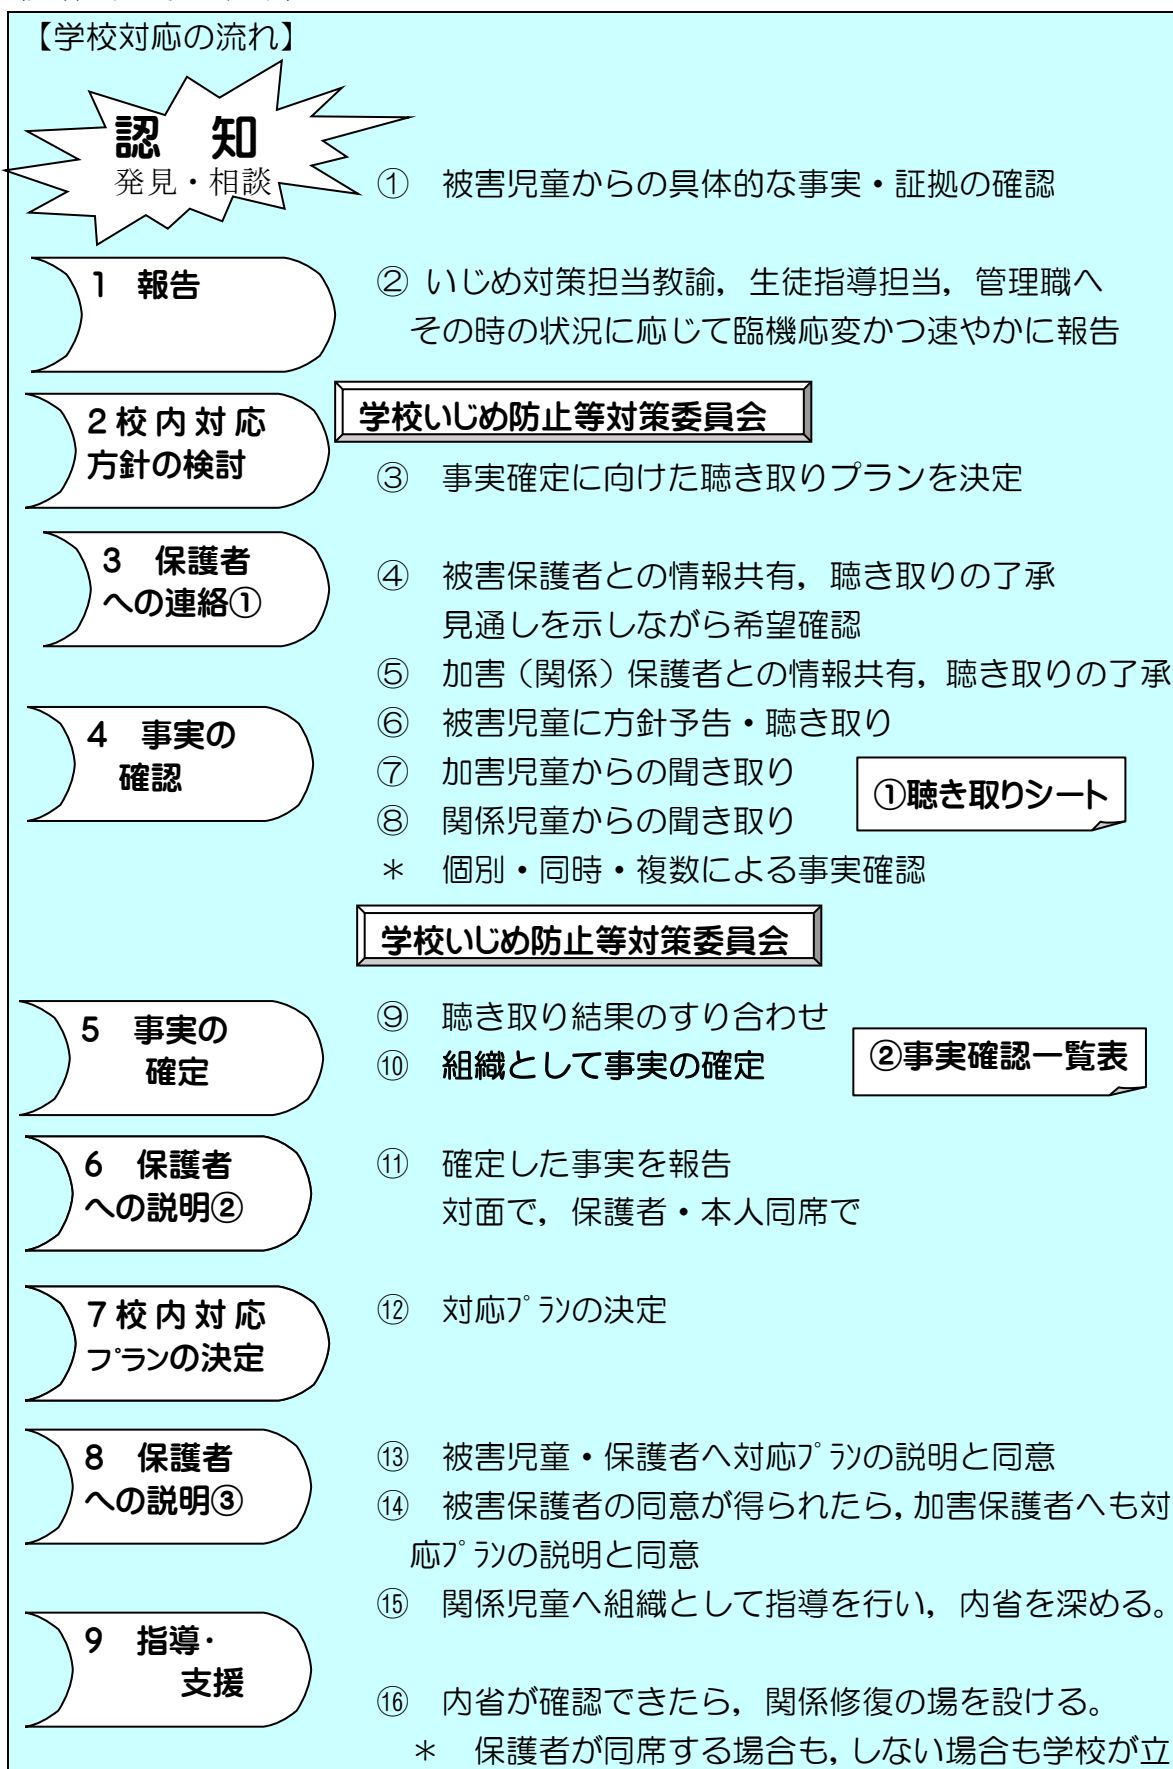 【学校対応の流れ】
認　知
発見・相談
①　被害児童からの具体的な事実・証拠の確認
１　報告
② いじめ対策担当教諭，生徒指導担当，管理職へ
その時の状況に応じて臨機応変かつ速やかに報告
２校内対応
方針の検討
学校いじめ防止等対策委員会
③　事実確定に向けた聴き取りプランを決定
３　保護者
への連絡①
④　被害保護者との情報共有，聴き取りの了承
見通しを示しながら希望確認
⑤　加害（関係）保護者との情報共有，聴き取りの了承
４　事実の
確認
⑥　被害児童に方針予告・聴き取り
⑦　加害児童からの聞き取り
⑧　関係児童からの聞き取り
＊　個別・同時・複数による事実確認
①聴き取りシート
学校いじめ防止等対策委員会
５　事実の
確定
⑨　聴き取り結果のすり合わせ
⑩　組織として事実の確定
②事実確認一覧表
６　保護者
への説明②
⑪　確定した事実を報告
対面で，保護者・本人同席で
７校内対応
プランの決定
⑫　対応ﾌﾟﾗﾝの決定
８　保護者
への説明③
⑬　被害児童・保護者へ対応ﾌﾟﾗﾝの説明と同意
⑭　被害保護者の同意が得られたら，加害保護者へも対
応ﾌﾟﾗﾝの説明と同意
⑮　関係児童へ組織として指導を行い，内省を深める。
９　指導・
支援
⑯　内省が確認できたら，関係修復の場を設ける。
＊　保護者が同席する場合も，しない場合も学校が立